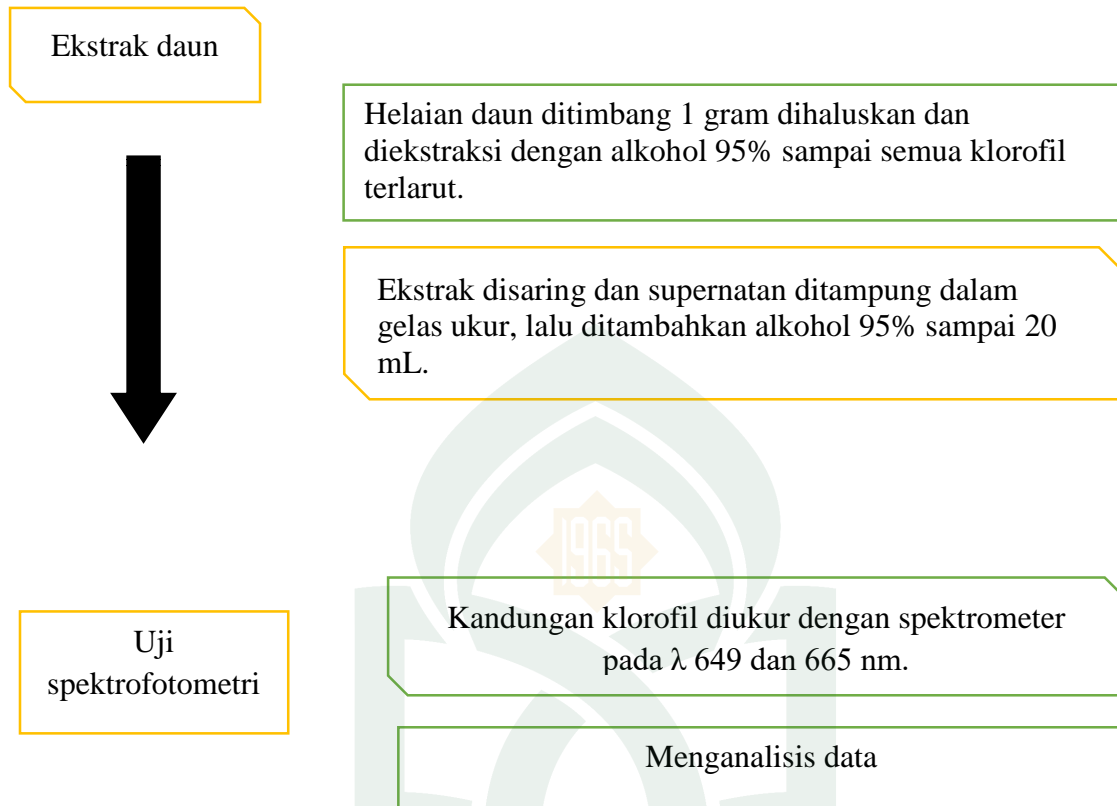 Ekstrak daun
Helaian daun ditimbang 1 gram dihaluskan dan
diekstraksi dengan alkohol 95% sampai semua klorofil
terlarut.
Ekstrak disaring dan supernatan ditampung dalam
gelas ukur, lalu ditambahkan alkohol 95% sampai 20
mL.
1965
Uji
spektrofotometri
Kandungan klorofil diukur dengan spektrometer
pada λ 649 dan 665 nm.
Menganalisis data